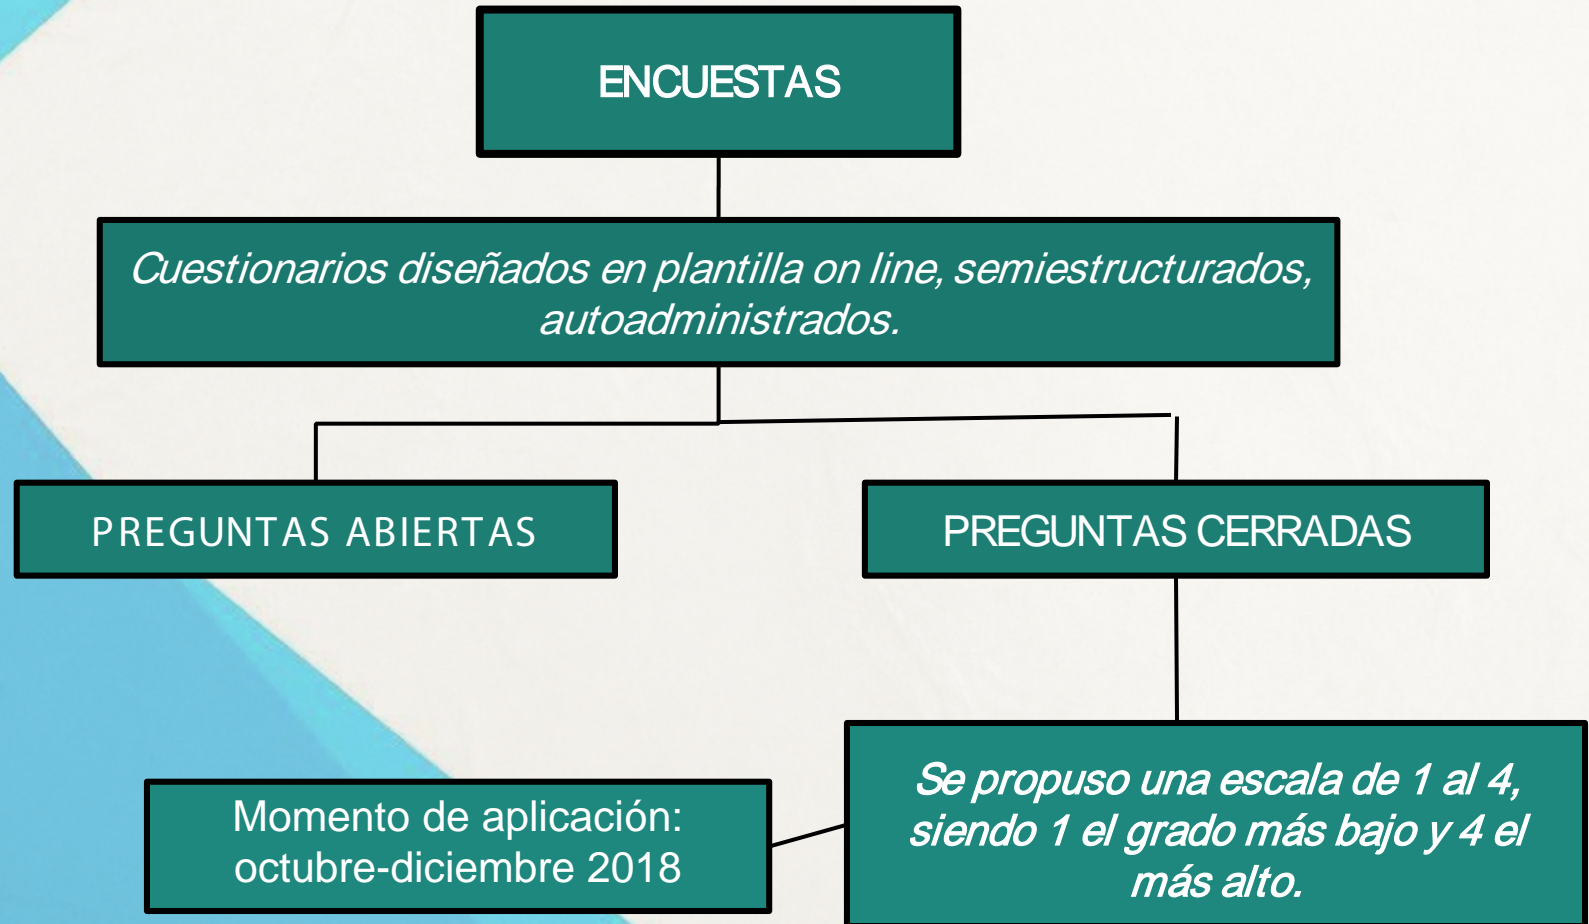 ENCUESTAS
Cuestionarios diseñados en plantilla on line, semiestructurados,
autoadministrados.
PREGUNTAS ABIERTAS
PREGUNTAS CERRADAS
Momento de aplicación:
octubre-diciembre 2018
Se propuso una escala de 1 al 4,
siendo 1 el grado más bajo y 4 el
más alto.